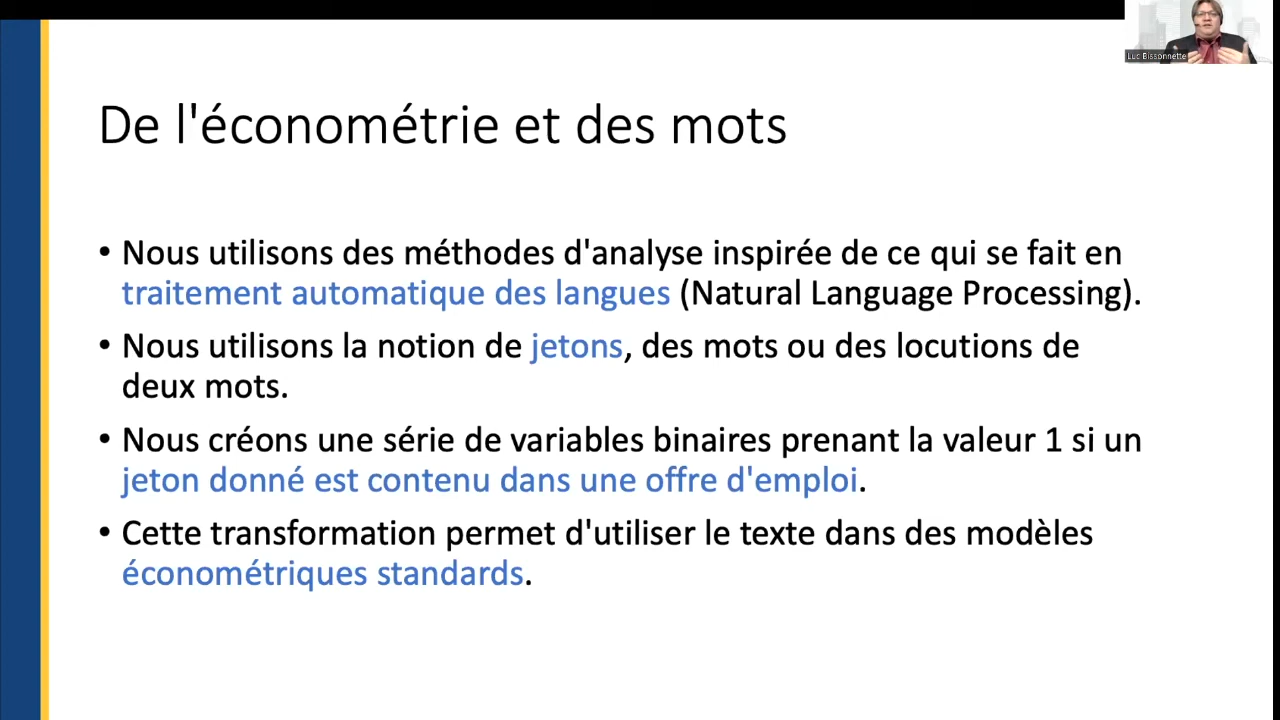 Luc Bissonnette
De l'économétrie et des mots
• Nous utilisons des méthodes d'analyse inspirée de ce qui se fait en
traitement automatique des langues (Natural Language Processing).
• Nous utilisons la notion de jetons, des mots ou des locutions de
deux mots.
• Nous créons une série de variables binaires prenant la valeur 1 si un
jeton donné est contenu dans une offre d'emploi.
• Cette transformation permet d'utiliser le texte dans des modèles
économétriques standards.